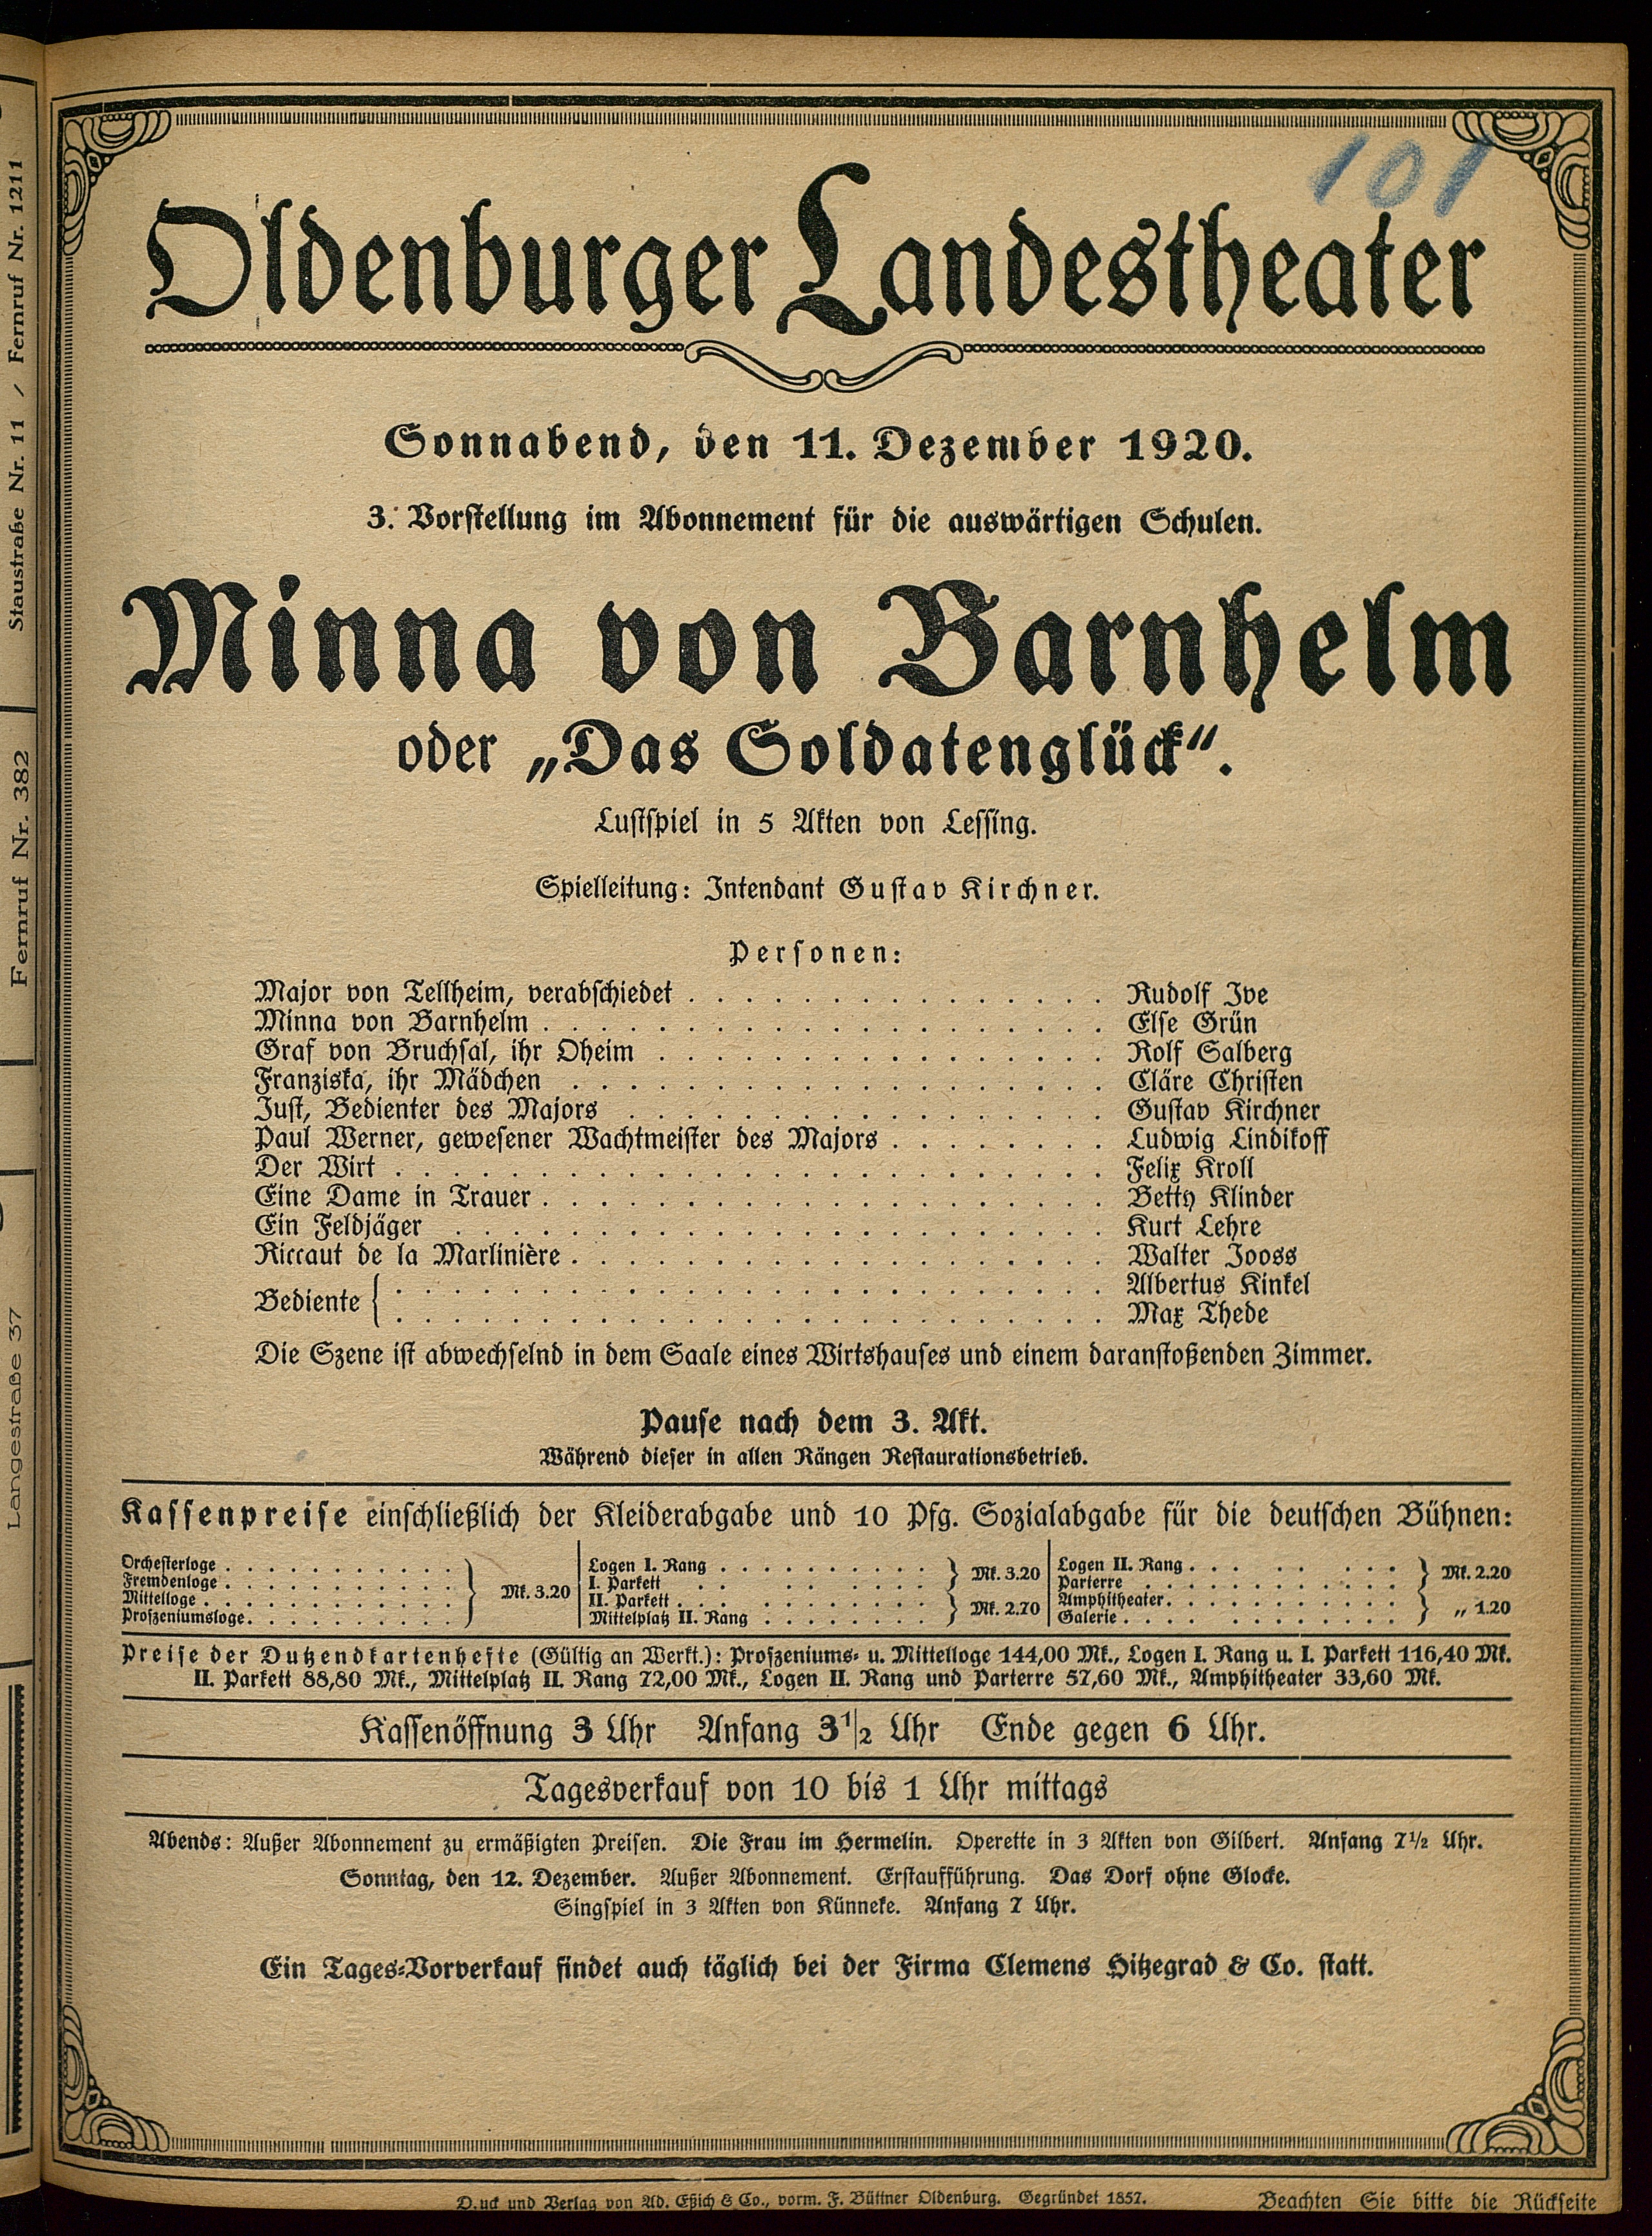 101
Oldenburger Landestheater
Sonnabend, den 11. Dezember 1920.
3. Vorstellung im Abonnement für die auswärtigen Schulen.
Minna von Barnhelm
oder „Das Soldatenglück“.
Lustspiel in 5 Akten von Lessing.
Spielleitung: Intendant Gustav Kirchner.
Personen:
Major von Tellheim, verabschiedet . . . . . . . . . . . . . . . Rudolf Ive
Minna von Barnhelm . . . . . . . . . . . . . . . . . . . . Else Grün
Graf von Bruchsal, ihr Oheim . . . . . . . . . . . . . . . . Rolf Salberg
Franziska, ihr Mädchen . . . . . . . . . . . . . . . . . . . Cläre Christen
Just, Bedienter des Majors . . . . . . . . . . . . . . . . . Gustav Kirchner
Paul Werner, gewesener Wachtmeister des Majors . . . . . . . . Ludwig Lindikoff
Der Wirt . . . . . . . . . . . . . . . . . . . . . . . . . Felix Kroll
Eine Dame in Trauer . . . . . . . . . . . . . . . . . . . . Betty Klinder
Ein Feldjäger . . . . . . . . . . . . . . . . . . . . . . . Kurt Lehre
Riccaut de la Marlinière . . . . . . . . . . . . . . . . . . . Walter Jooss
Bediente { . . . . . . . . . . . . . . . . . . . . . . . . . Albertus Kinkel
. . . . . . . . . . . . . . . . . . . . . . . . . Max Thede
Die Szene ist abwechselnd in dem Saale eines Wirtshauses und einem daranstoßenden Zimmer.
Pause nach dem 3. Akt.
Während dieser in allen Rängen Restaurationsbetrieb.
Kassenpreise einschließlich der Kleiderabgabe und 10 Pfg. Sozialabgabe für die deutschen Bühnen:
Orchesterloge . . . . . . . . . . . .
Fremdenloge . . . . . . . . . . . .
Mittelloge . . . . . . . . . . . . .
Proszeniumsloge . . . . . . . . . .
} Mk. 3.20
Logen I. Rang . . . . . . . . . .
I. Parkett . . . . . . . . . .
} Mk. 3.20
II. Parkett . . . . . . . . . . .
Mittelplatz II. Rang . . . . . . . .
} Mk. 2.70
Logen II. Rang . . . . . . . . .
Parterre . . . . . . . . . . . .
} Mk. 2.20
Amphitheater . . . . . . . . . . .
Galerie . . . . . . . . . . . .
} „ 1.20
Preise der Dutzendkartenhefte (Gültig an Werkt.): Proszeniums- u. Mittelloge 144,00 Mk., Logen I. Rang u. I. Parkett 116,40 Mk.
II. Parkett 88,80 Mk., Mittelplatz II. Rang 72,00 Mk., Logen II. Rang und Parterre 57,60 Mk., Amphitheater 33,60 Mk.
Kassenöffnung 3 Uhr Anfang 3 1/2 Uhr Ende gegen 6 Uhr.
Tagesverkauf von 10 bis 1 Uhr mittags
Abends: Außer Abonnement zu ermäßigten Preisen. Die Frau im Hermelin. Operette in 3 Akten von Gilbert. Anfang 7 1/2 Uhr.
Sonntag, den 12. Dezember. Außer Abonnement. Erstaufführung. Das Dorf ohne Glocke.
Singspiel in 3 Akten von Künneke. Anfang 7 Uhr.
Ein Tages-Vorverkauf findet auch täglich bei der Firma Clemens Hitzegrad & Co. statt.
D.uck und Verlag von Ad. Eßich & Co., vorm. F. Büttner Oldenburg. Gegründet 1857.
Beachten Sie bitte die Rückseite
Staustraße Nr. 11 / Fernruf Nr. 1211
Fernruf Nr. 382
Langestraße 37